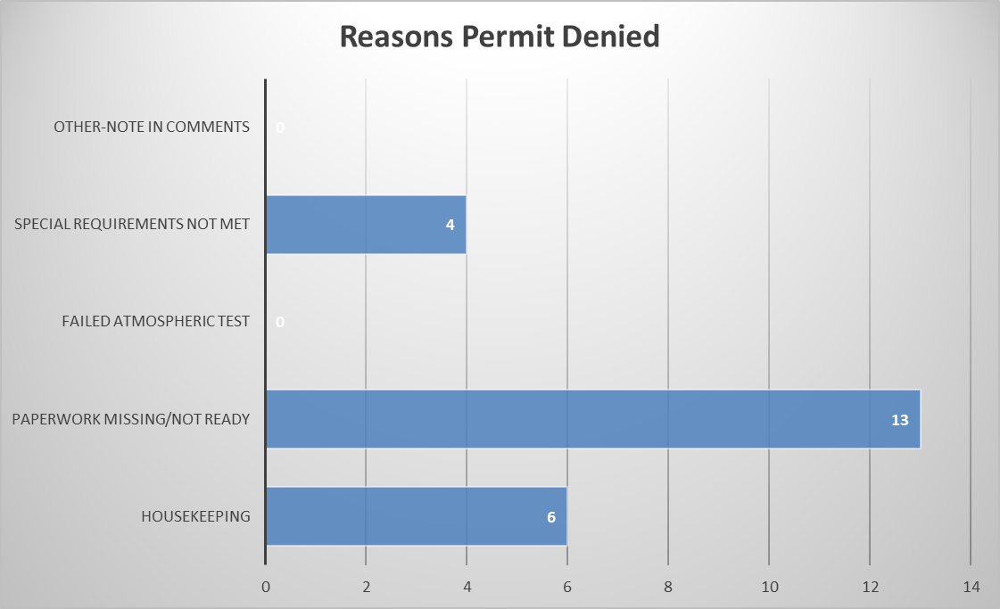 Reasons Permit Denied
OTHER-NOTE IN COMMENTS
0
SPECIAL REQUIREMENTS NOT MET
4
FAILED ATMOSPHERIC TEST
0
PAPERWORK MISSING/NOT READY
13
HOUSEKEEPING
6
0 2 4 6 8 10 12 14